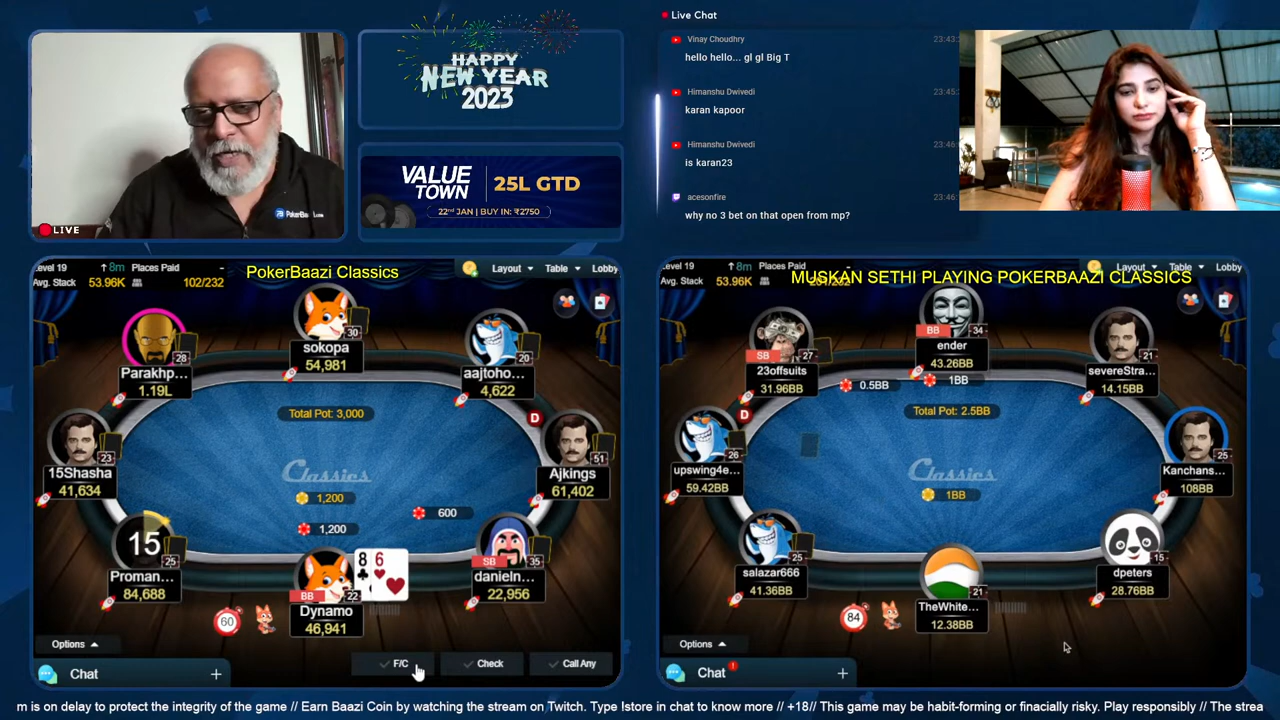 PokerBaazi.com
LIVE
HAPPY
NEW YEAR
2023
VALUE
TOWN
25L GTD
22ND JAN | BUY IN: ₹2750
Live Chat
Vinay Choudhry
23:43:
hello hello... gl gl Big T
Himanshu Dwivedi
23:45:
karan kapoor
Himanshu Dwivedi
23:46:
is karan23
acesonfire
23:46:
why no 3 bet on that open from mp?
Level 19
8m
Places Paid
-
Avg. Stack
53.96K
102/232
PokerBaazi Classics
Layout
Table
Lobby
30
sokopa
54,981
28
Parakhp...
1.19L
20
aajtoho...
4,622
Total Pot: 3,000
D
23
15Shasha
41,634
Classics
51
Ajkings
61,402
1,200
1,200
600
15
25
Proman...
84,688
8 6
BB
22
Dynamo
46,941
SB
35
danieln...
22,956
60
Options
F/C
Check
Call Any
Chat
+
Level 19
8m
Places Paid
Avg. Stack
53.96K
Layout
Table
Lobby
MUSKAN SETHI PLAYING POKERBAAZI CLASSICS
SB
27
23offsuits
31.96BB
BB
34
ender
43.26BB
21
severeStra...
14.15BB
0.5BB
1BB
Total Pot: 2.5BB
D
26
upswing4e...
59.42BB
Classics
25
Kanchans...
108BB
1BB
25
salazar666
41.36BB
21
TheWhite...
12.38BB
15
dpeters
28.76BB
84
Options
Chat
!
+
m is on delay to protect the integrity of the game // Earn Baazi Coin by watching the stream on Twitch. Type !store in chat to know more // +18// This game may be habit-forming or finacially risky. Play responsibly // The strea